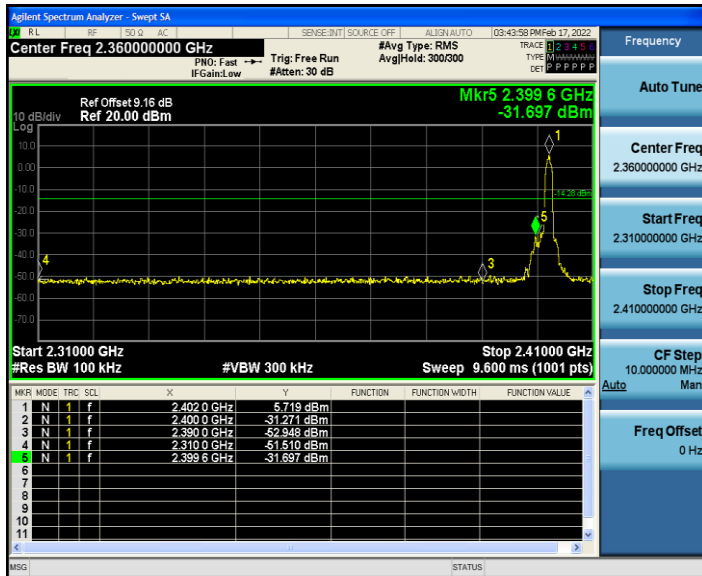 Agilent Spectrum Analyzer - Swept SA
RL RF 50 Ω AC SENSE:INT SOURCE OFF ALIGN AUTO 03:43:58 PM Feb 17, 2022
Center Freq 2.360000000 GHz
PNO: Fast
IFGain:Low
Trig: Free Run
#Atten: 30 dB
#Avg Type: RMS
Avg|Hold: 300/300
TRACE 1 2 3 4 5 6
TYPE M
DET P P P P P P
Ref Offset 9.16 dB
10 dB/div Ref 20.00 dBm
Log
Mkr5 2.399 6 GHz
-31.697 dBm
10.0
0.00
-10.0
-20.0
-30.0
-40.0
-50.0
-60.0
-70.0
1
-14.28 dBm
5
4
3
Start 2.31000 GHz Stop 2.41000 GHz
#Res BW 100 kHz #VBW 300 kHz Sweep 9.600 ms (1001 pts)
MKR MODE TRC SCL X Y FUNCTION FUNCTION WIDTH FUNCTION VALUE
1 N 1 f 2.402 0 GHz 5.719 dBm
2 N 1 f 2.400 0 GHz -31.271 dBm
3 N 1 f 2.390 0 GHz -52.948 dBm
4 N 1 f 2.310 0 GHz -51.510 dBm
5 N 1 f 2.399 6 GHz -31.697 dBm
6
7
8
9
10
11
MSG STATUS
Frequency
Auto Tune
Center Freq
2.360000000 GHz
Start Freq
2.310000000 GHz
Stop Freq
2.410000000 GHz
CF Step
10.000000 MHz
Auto Man
Freq Offset
0 Hz